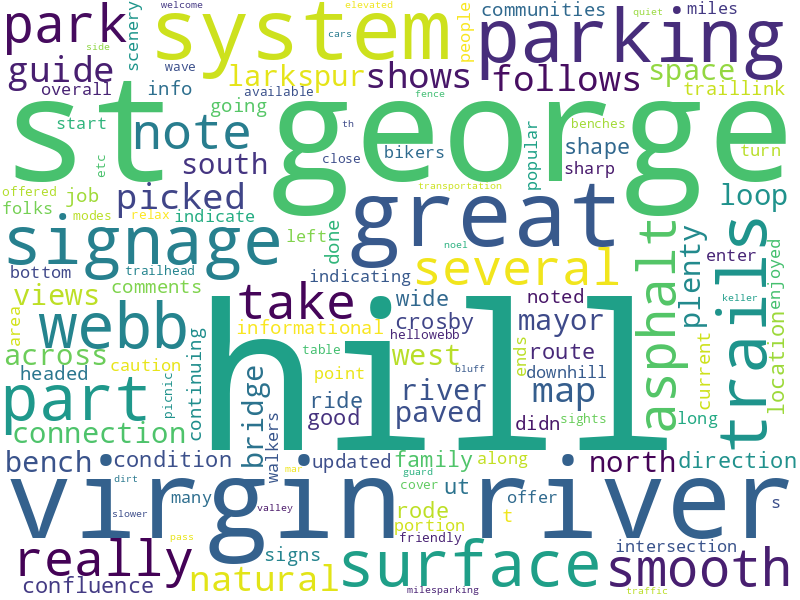 welcome
elevated
park
scenery
system
cars
people
communities
miles
quiet
parking
side
guide
wave
larkspur
shows
follows
space
overall
info
available
fence
traillink
st george
going
start
note
th
bikers
popular
benches
shape
turn
etc
south
close
sharp
offered
job
picked
transportation
loop
folks
modes
relax
indicate
great
signage
left
done
noel
several
asphalt
plenty
trails
enter
bottom
trailhead
indicating
views
comments
take
wide
noted
keller
enjoyed
location
area
webb
continuing
informational
crosby
hellowebb
mayor
current
across
caution
table
west
ends
route
headed
picnic
point
bluff
downhill
part
hill
ride
river
map
good
paved
didn
sights
long
connection
bridge
walkers
bench
condition
updated
family
along
north
direction
dirt
mar
guard
cover
ut
virgin river
slower
many
valley
rode
offer
s
portion
t
pass
friendly
really
signs
surface
intersection
confluence
natural
milesparking
smooth
traffic